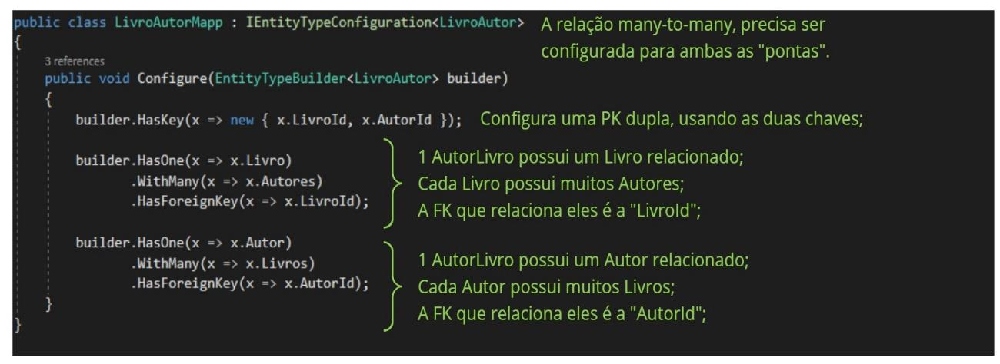 public class LivroAutorMapp : IEntityTypeConfiguration<LivroAutor> A relação many-to-many, precisa ser
{ configurada para ambas as "pontas".
3 references
public void Configure(EntityTypeBuilder<LivroAutor> builder)
{
builder.HasKey(x => new { x.LivroId, x.AutorId }); Configura uma PK dupla, usando as duas chaves;
builder.HasOne(x => x.Livro) 1 AutorLivro possui um Livro relacionado;
.WithMany(x => x.Autores) Cada Livro possui muitos Autores;
.HasForeignKey(x => x.LivroId); A FK que relaciona eles é a "LivroId";
builder.HasOne(x => x.Autor) 1 AutorLivro possui um Autor relacionado;
.WithMany(x => x.Livros) Cada Autor possui muitos Livros;
.HasForeignKey(x => x.AutorId); A FK que relaciona eles é a "AutorId";
}
}